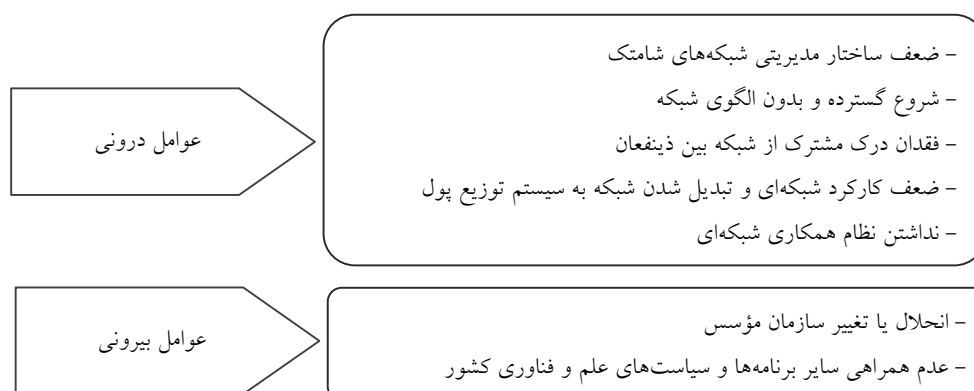 عوامل درونی
- ضعف ساختار مدیریتی شبکه‌های شامتک
- شروع گسترده و بدون الگوی شبکه
- فقدان درک مشترک از شبکه بین ذینفعان
- ضعف کارکرد شبکه‌ای و تبدیل شدن شبکه به سیستم توزیع پول
- نداشتن نظام همکاری شبکه‌ای
عوامل بیرونی
- انحلال یا تغییر سازمان مؤسس
- عدم همراهی سایر برنامه‌ها و سیاست‌های علم و فناوری کشور